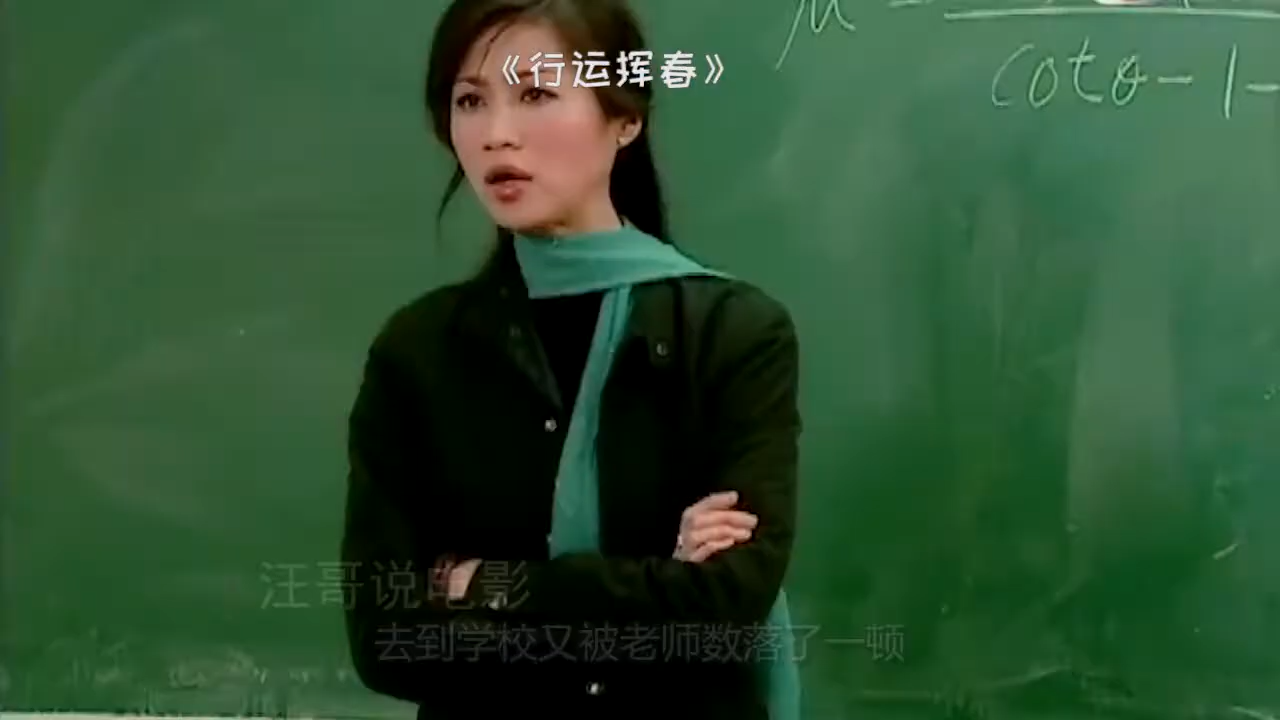 《行运挥春》
cotθ-1-
汪哥说电影
去到学校又被老师数落了一顿